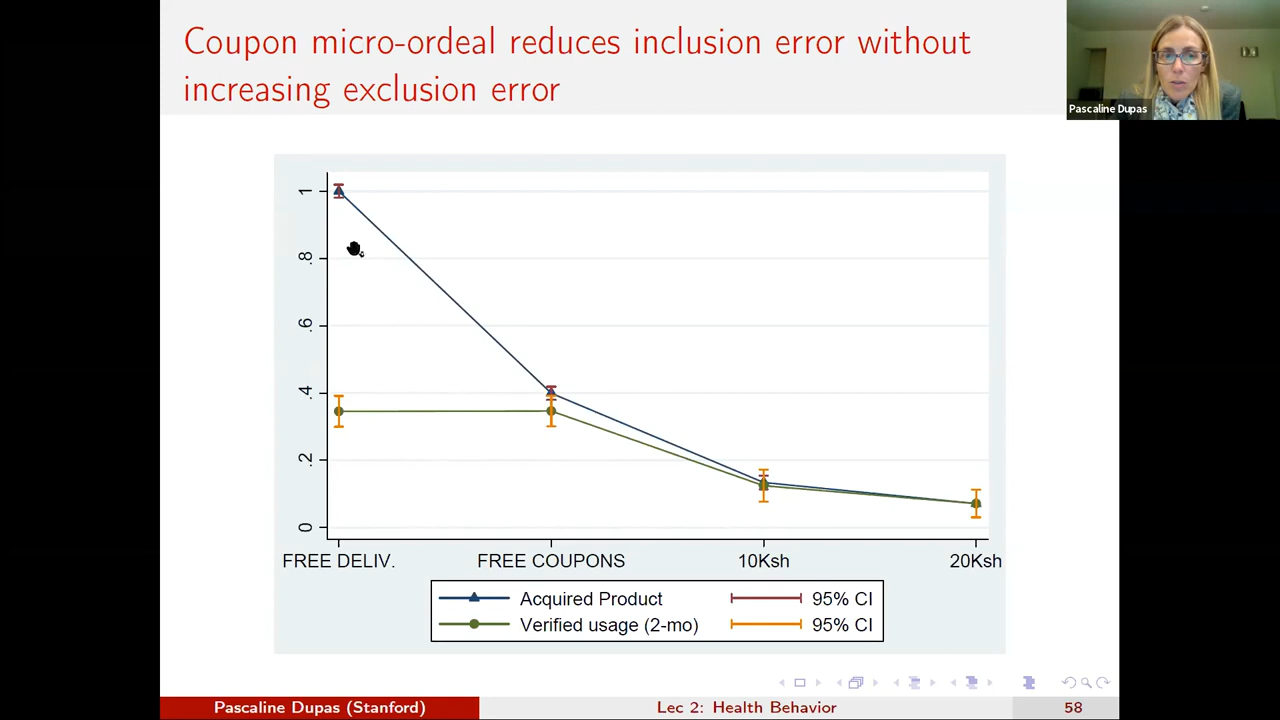 Coupon micro-ordeal reduces inclusion error without
increasing exclusion error
Pascaline Dupas
1
.8
.6
.4
.2
0
FREE DELIV.
FREE COUPONS
10Ksh
20Ksh
Acquired Product
95% CI
Verified usage (2-mo)
95% CI
Pascaline Dupas (Stanford)
Lec 2: Health Behavior
58